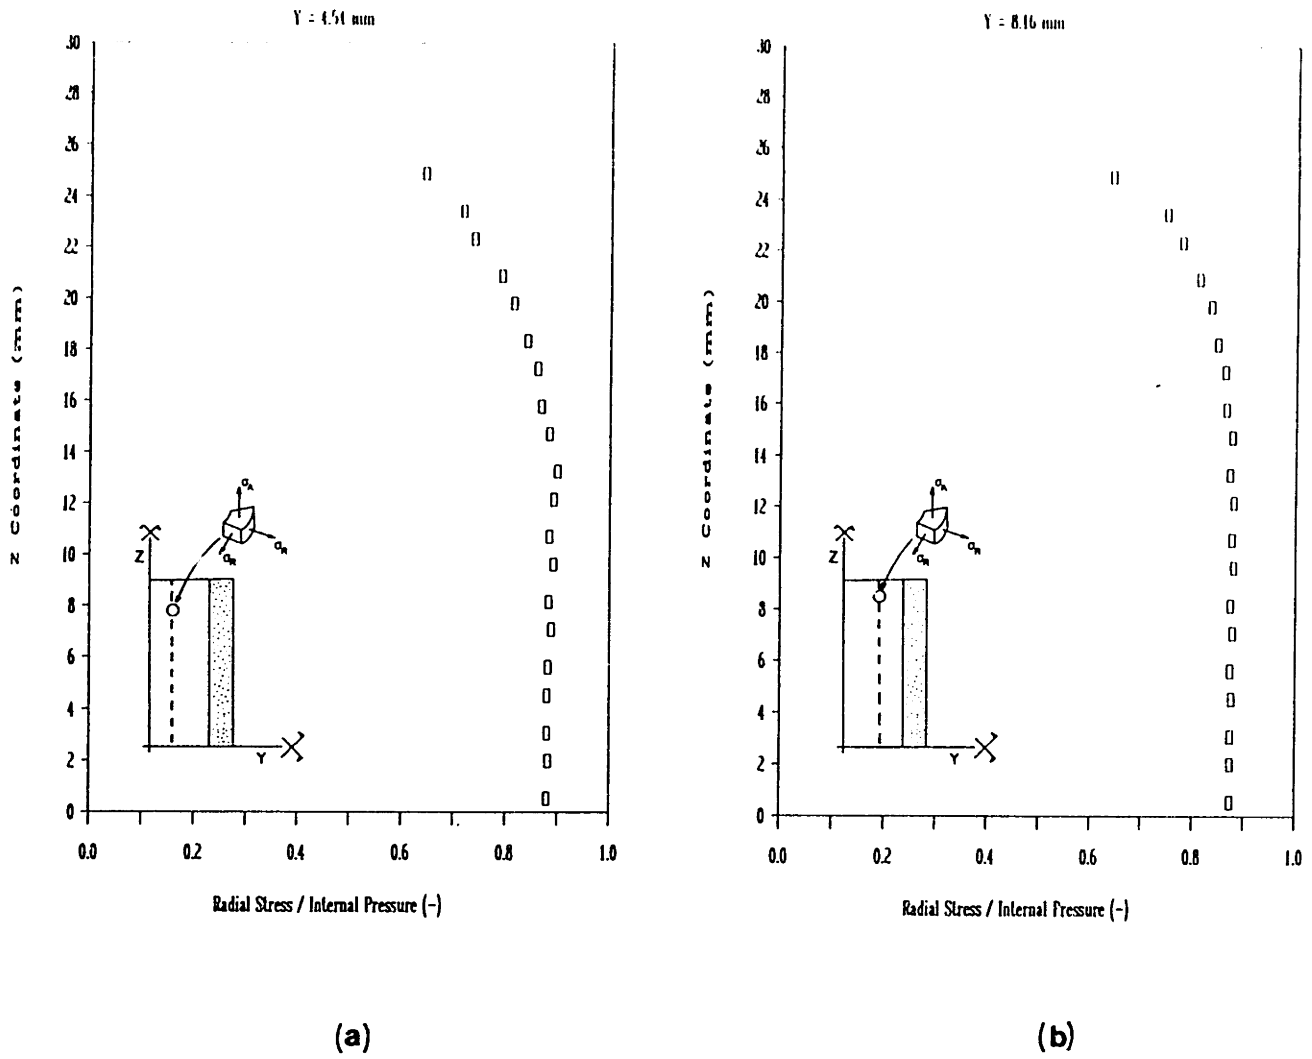 Y = 4.54 mm
30
28
26
24
22
20
18
16
14
12
10
8
6
4
2
0
Z Coordinate (mm)
σA
σR
σR
Z
Y
0.0 0.2 0.4 0.6 0.8 1.0
Radial Stress / Internal Pressure (-)
(a)
Y = 8.16 mm
30
28
26
24
22
20
18
16
14
12
10
8
6
4
2
0
Z Coordinate (mm)
σA
σR
σR
Z
Y
0.0 0.2 0.4 0.6 0.8 1.0
Radial Stress / Internal Pressure (-)
(b)